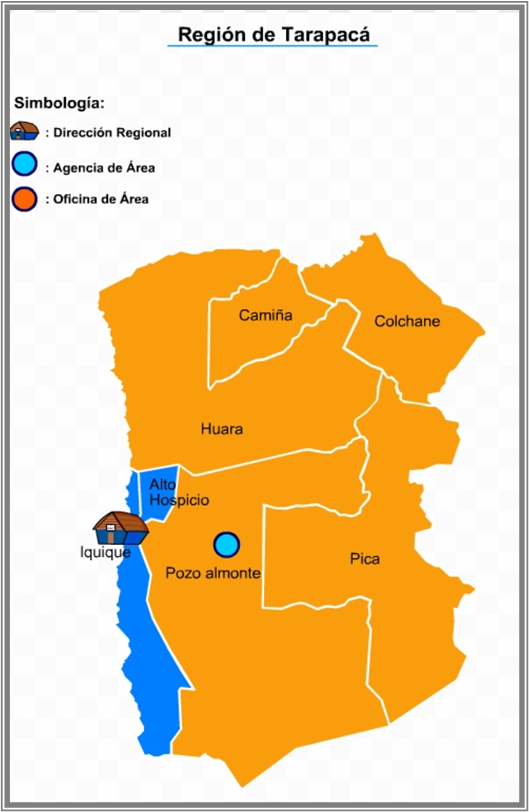 Región de Tarapacá
Simbología:
: Dirección Regional
: Agencia de Área
: Oficina de Área
Camiña
Colchane
Huara
Alto
Hospicio
Iquique
Pozo almonte
Pica